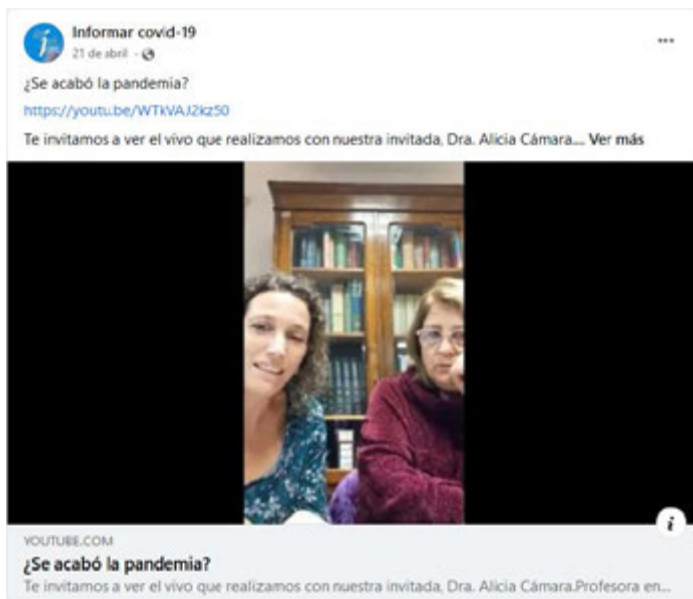 Informar covid-19
21 de abril ·
¿Se acabó la pandemia?
https://youtu.be/WTkVAJ2kz50
Te invitamos a ver el vivo que realizamos con nuestra invitada, Dra. Alicia Cámara.... Ver más
YOUTUBE.COM
¿Se acabó la pandemia?
Te invitamos a ver el vivo que realizamos con nuestra invitada, Dra. Alicia Cámara.Profesora en...